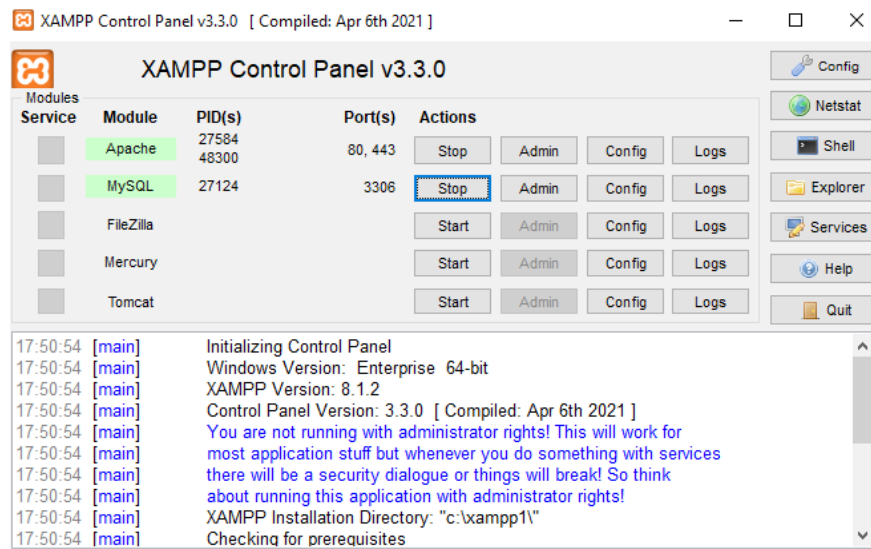 XAMPP Control Panel v3.3.0 [ Compiled: Apr 6th 2021 ]
XAMPP Control Panel v3.3.0
Config
Modules
Service Module PID(s) Port(s) Actions
Netstat
Apache 27584 48300 80, 443 Stop Admin Config Logs
Shell
MySQL 27124 3306 Stop Admin Config Logs
Explorer
FileZilla Start Admin Config Logs
Services
Mercury Start Admin Config Logs
Help
Tomcat Start Admin Config Logs
Quit
17:50:54 [main] Initializing Control Panel
17:50:54 [main] Windows Version: Enterprise 64-bit
17:50:54 [main] XAMPP Version: 8.1.2
17:50:54 [main] Control Panel Version: 3.3.0 [ Compiled: Apr 6th 2021 ]
17:50:54 [main] You are not running with administrator rights! This will work for
17:50:54 [main] most application stuff but whenever you do something with services
17:50:54 [main] there will be a security dialogue or things will break! So think
17:50:54 [main] about running this application with administrator rights!
17:50:54 [main] XAMPP Installation Directory: "c:\xampp1\"
17:50:54 [main] Checking for prerequisites